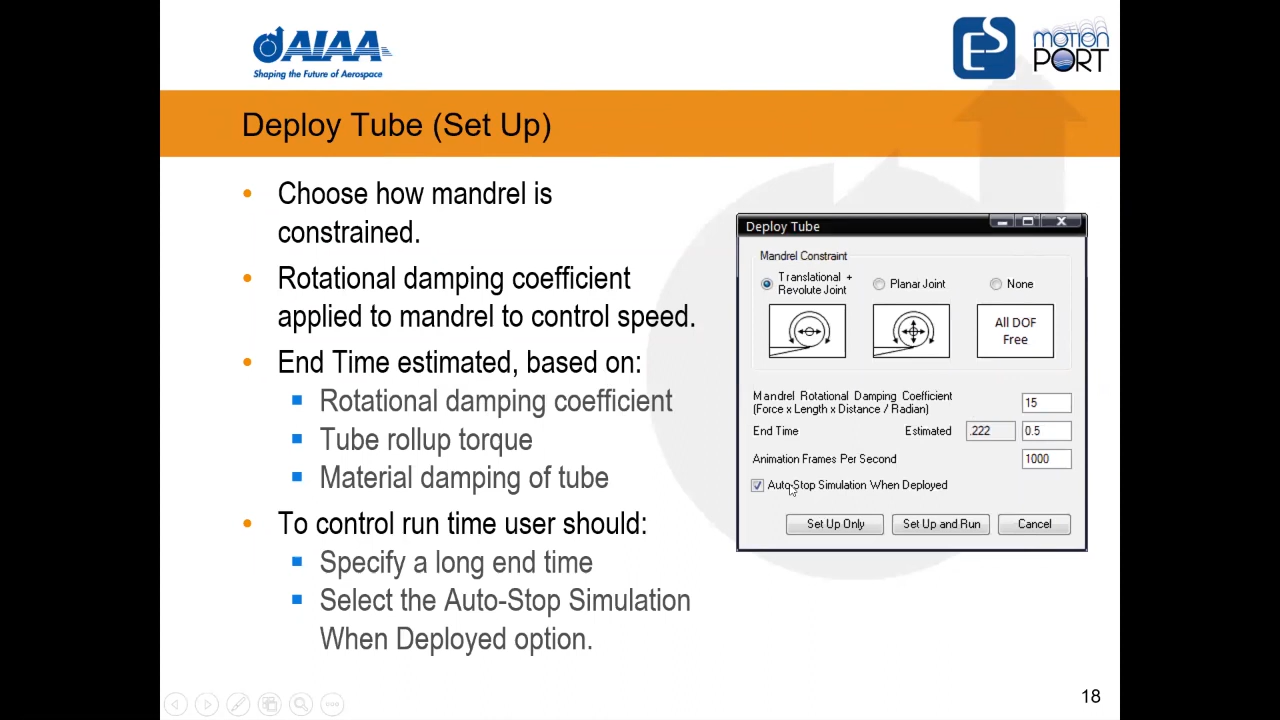 AIAA
Shaping the Future of Aerospace
ES
motion
PORT
Deploy Tube (Set Up)
• Choose how mandrel is
constrained.
• Rotational damping coefficient
applied to mandrel to control speed.
• End Time estimated, based on:
Rotational damping coefficient
Tube rollup torque
Material damping of tube
• To control run time user should:
Specify a long end time
Select the Auto-Stop Simulation
When Deployed option.
Deploy Tube
Mandrel Constraint
Translational +
Revolute Joint
Planar Joint
None
All DOF
Free
Mandrel Rotational Damping Coefficient
(Force x Length x Distance / Radian)
15
End Time Estimated .222 0.5
Animation Frames Per Second 1000
Auto-Stop Simulation When Deployed
Set Up Only Set Up and Run Cancel
18